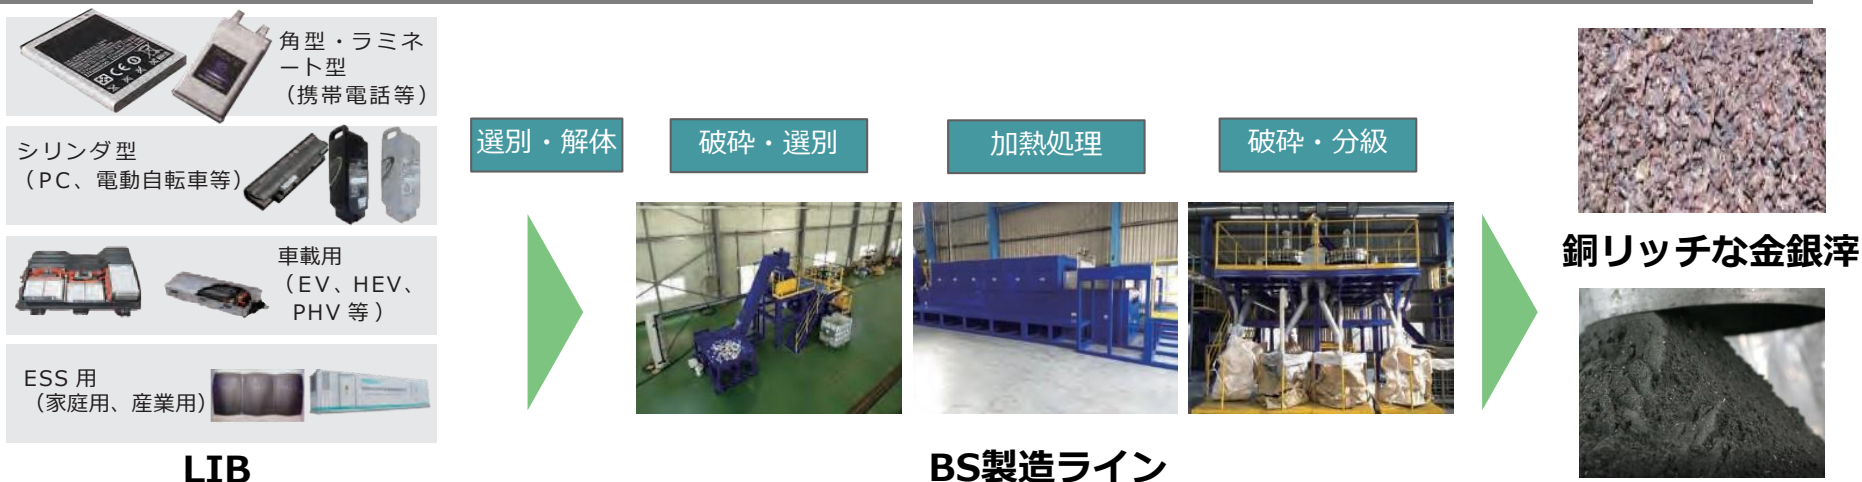 角型・ラミネ
ート型
（携帯電話等）
シリンダ型
（PC、電動自転車等）
車載用
（EV、HEV、
PHV 等）
ESS 用
（家庭用、産業用）
LIB
選別・解体
破砕・選別
加熱処理
破砕・分級
BS製造ライン
銅リッチな金銀滓